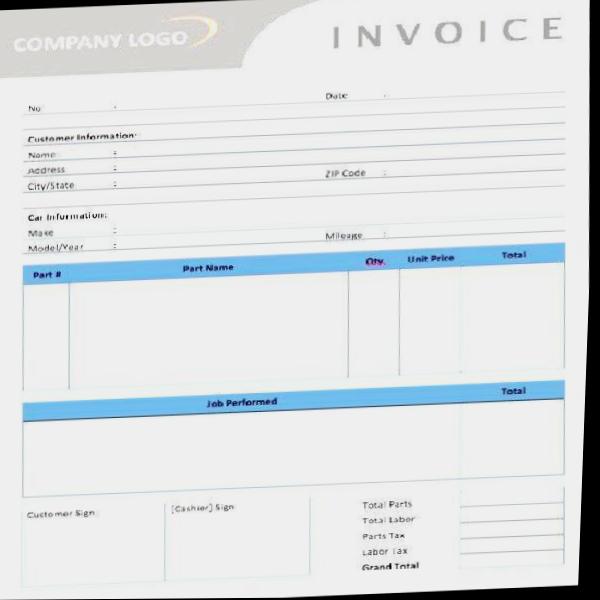 COMPANY LOGO INVOICE
No : Date :
Customer Information:
Name :
Address :
City/State : ZIP Code :
Car Information:
Make :
Model/Year : Mileage :
Part # Part Name Qty. Unit Price Total
Job Performed Total
Customer Sign [Cashier] Sign
Total Parts
Total Labor
Parts Tax
Labor Tax
Grand Total